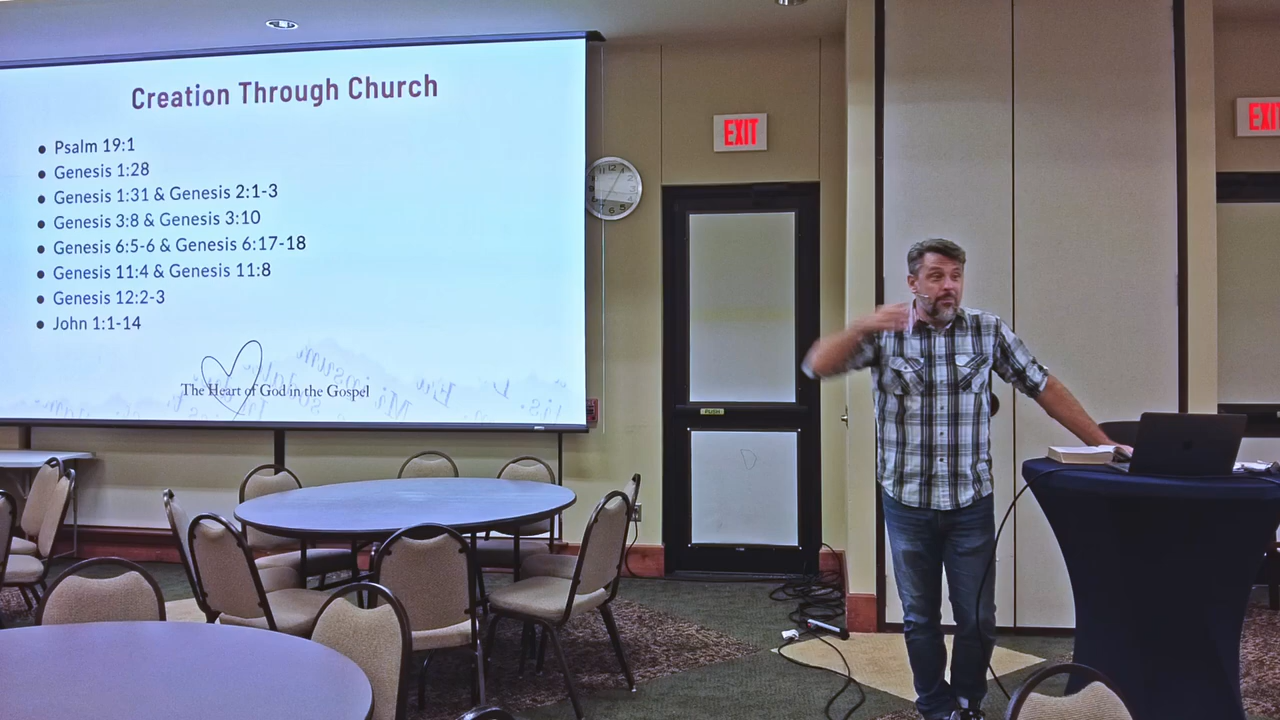 Creation Through Church
Psalm 19:1
Genesis 1:28
Genesis 1:31 & Genesis 2:1-3
Genesis 3:8 & Genesis 3:10
Genesis 6:5-6 & Genesis 6:17-18
Genesis 11:4 & Genesis 11:8
Genesis 12:2-3
John 1:1-14
The Heart of God in the Gospel
EXIT
EXI
PUSH